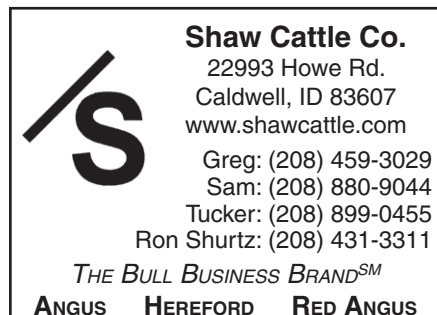 /S
Shaw Cattle Co.
22993 Howe Rd.
Caldwell, ID 83607
www.shawcattle.com
Greg: (208) 459-3029
Sam: (208) 880-9044
Tucker: (208) 899-0455
Ron Shurtz: (208) 431-3311
THE BULL BUSINESS BRAND℠
ANGUS HEREFORD RED ANGUS